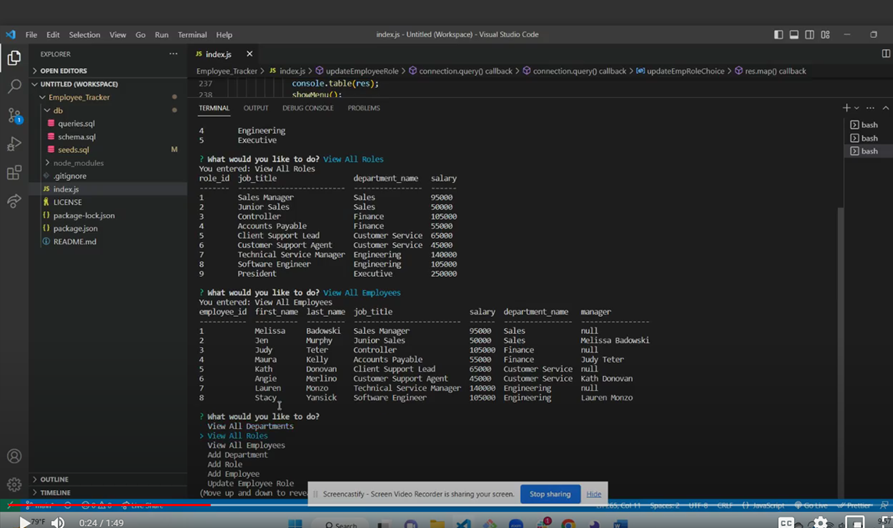 File Edit Selection View Go Run Terminal Help
index.js - Untitled (Workspace) - Visual Studio Code
EXPLORER
OPEN EDITORS
UNTITLED (WORKSPACE)
Employee_Tracker
db
queries.sql
schema.sql
seeds.sql M
node_modules
.gitignore
JS index.js
LICENSE
package-lock.json
package.json
README.md
OUTLINE
TIMELINE
JS index.js
Employee_Tracker > JS index.js > updateEmployeeRole > connection.query() callback > connection.query() callback > updateEmpRoleChoice > res.map() callback
237 console.table(res);
238 showMenu();
TERMINAL OUTPUT DEBUG CONSOLE PROBLEMS
bash
bash
bash
4 Engineering
5 Executive
? What would you like to do? View All Roles
You entered: View All Roles
role_id job_title department_name salary
1 Sales Manager Sales 95000
2 Junior Sales Sales 50000
3 Controller Finance 105000
4 Accounts Payable Finance 55000
5 Client Support Lead Customer Service 65000
6 Customer Support Agent Customer Service 45000
7 Technical Service Manager Engineering 140000
8 Software Engineer Engineering 105000
9 President Executive 250000
? What would you like to do? View All Employees
You entered: View All Employees
employee_id first_name last_name job_title salary department_name manager
1 Melissa Badowski Sales Manager 95000 Sales null
2 Jen Murphy Junior Sales 50000 Sales Melissa Badowski
3 Judy Teter Controller 105000 Finance null
4 Maura Kelly Accounts Payable 55000 Finance Judy Teter
5 Kath Donovan Client Support Lead 65000 Customer Service null
6 Angie Merlino Customer Support Agent 45000 Customer Service Kath Donovan
7 Lauren Monzo Technical Service Manager 140000 Engineering null
8 Stacy Yansick Software Engineer 105000 Engineering Lauren Monzo
? What would you like to do?
View All Departments
> View All Roles
View All Employees
Add Department
Add Role
Add Employee
Update Employee Role
(Move up and down to reve
Screencastify - Screen Video Recorder is sharing your screen. Stop sharing Hide
Live Share
Col 11 Spaces: 2 UTF-8 CRLF JavaScript Go Live Prettier
79°F
0:24 / 1:49
Search
CC